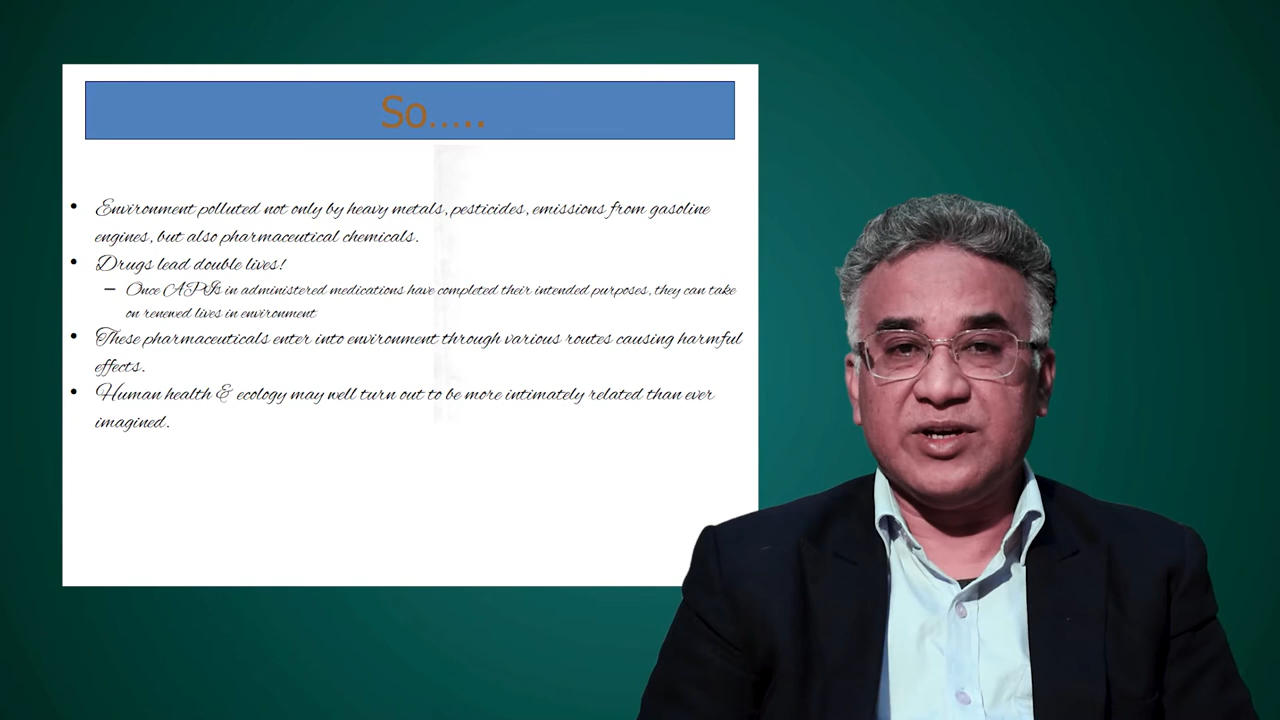 So.....
• Environment polluted not only by heavy metals, pesticides, emissions from gasoline
engines, but also pharmaceutical chemicals.
• Drugs lead double lives!
– Once APIs in administered medications have completed their intended purposes, they can take
on renewed lives in environment
• These pharmaceuticals enter into environment through various routes causing harmful
effects.
• Human health & ecology may well turn out to be more intimately related than ever
imagined.